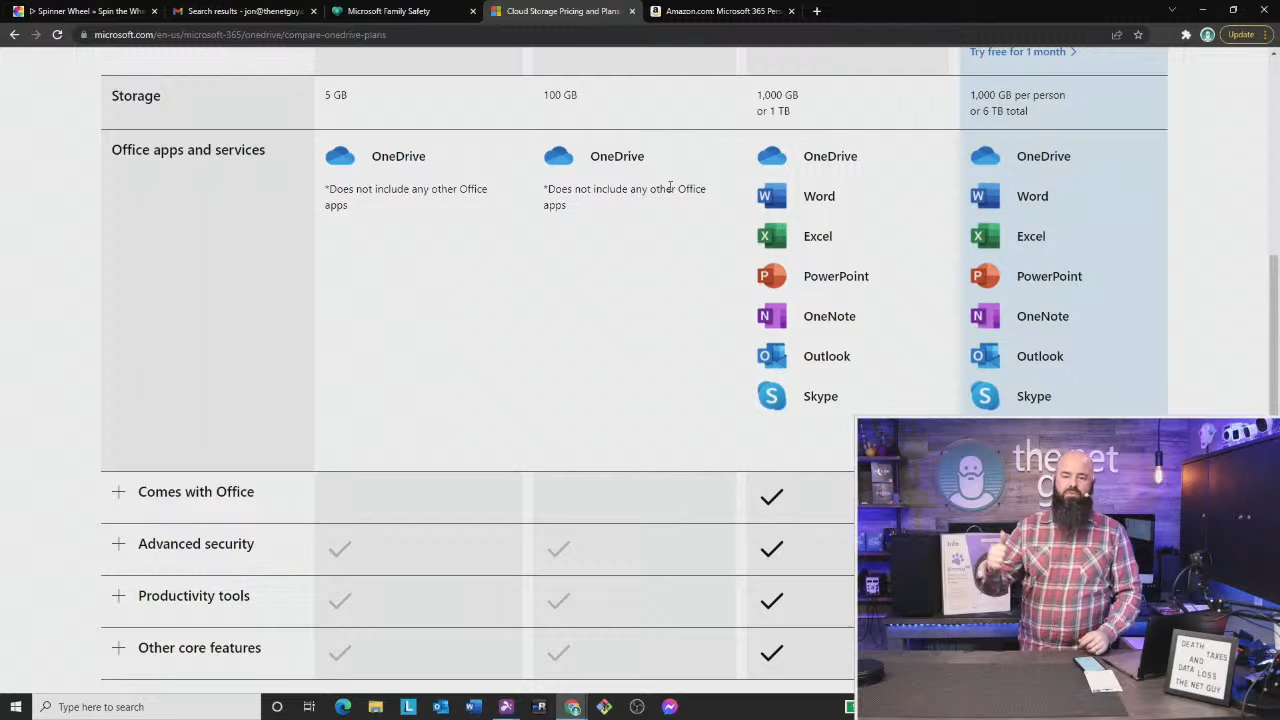 Spinner Wheel » Spin the Wh
Search results - jon@thenetguy.c
Microsoft Family Safety
Cloud Storage Pricing and Plans
Amazon.com: Microsoft 365 Pers
microsoft.com/en-us/microsoft-365/onedrive/compare-onedrive-plans
Update
Try free for 1 month >
Storage
5 GB
100 GB
1,000 GB
or 1 TB
1,000 GB per person
or 6 TB total
Office apps and services
OneDrive
*Does not include any other Office
apps
OneDrive
*Does not include any other Office
apps
OneDrive
Word
Excel
PowerPoint
OneNote
Outlook
Skype
OneDrive
Word
Excel
PowerPoint
OneNote
Outlook
Skype
Comes with Office
Advanced security
Productivity tools
Other core features
the net
DEATH TAXES
AND
DATA LOSS
THE NET GUY
Type here to search